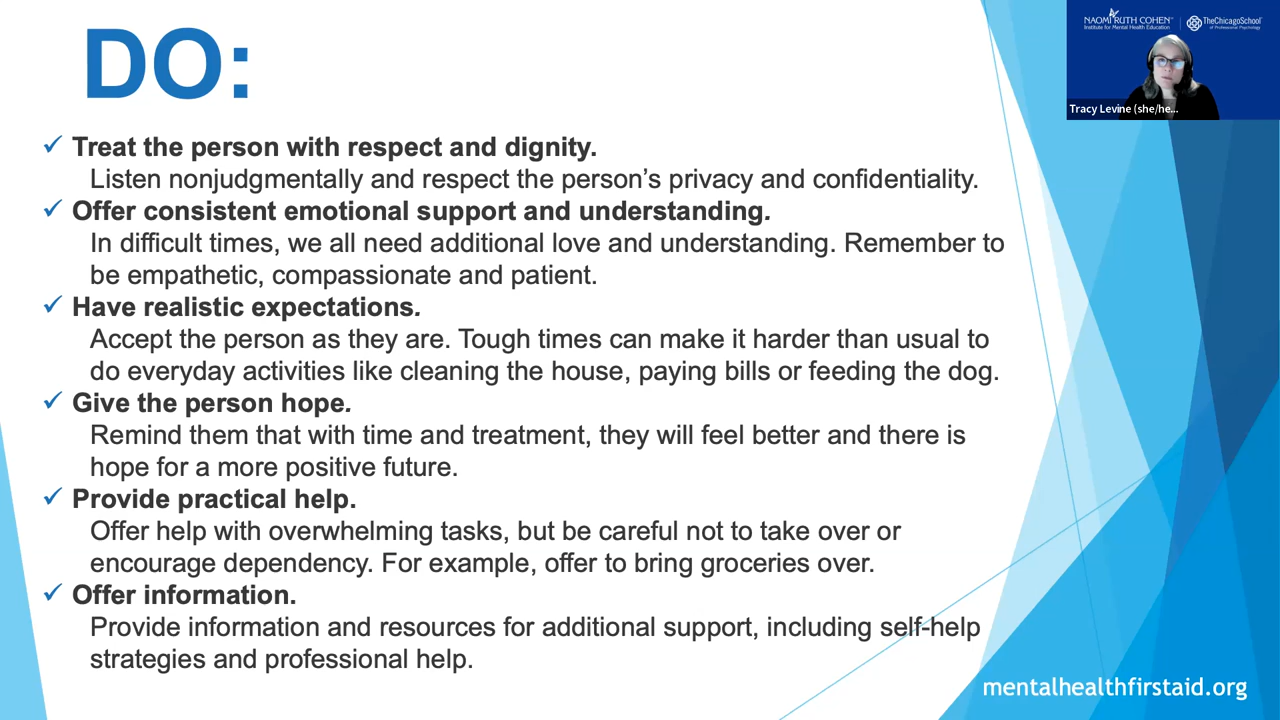 DO:
✓ Treat the person with respect and dignity.
Listen nonjudgmentally and respect the person's privacy and confidentiality.
✓ Offer consistent emotional support and understanding.
In difficult times, we all need additional love and understanding. Remember to
be empathetic, compassionate and patient.
✓ Have realistic expectations.
Accept the person as they are. Tough times can make it harder than usual to
do everyday activities like cleaning the house, paying bills or feeding the dog.
✓ Give the person hope.
Remind them that with time and treatment, they will feel better and there is
hope for a more positive future.
✓ Provide practical help.
Offer help with overwhelming tasks, but be careful not to take over or
encourage dependency. For example, offer to bring groceries over.
✓ Offer information.
Provide information and resources for additional support, including self-help
strategies and professional help.
mentalhealthfirstaid.org
NAOMI RUTH COHEN
Institute for Mental Health Education
TheChicagoSchool
of Professional Psychology
Tracy Levine (she/he...